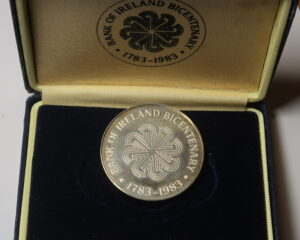 BANK OF IRELAND BICENTENARY
· 1783-1983 ·
BANK OF IRELAND BICENTENARY
· 1783-1983 ·